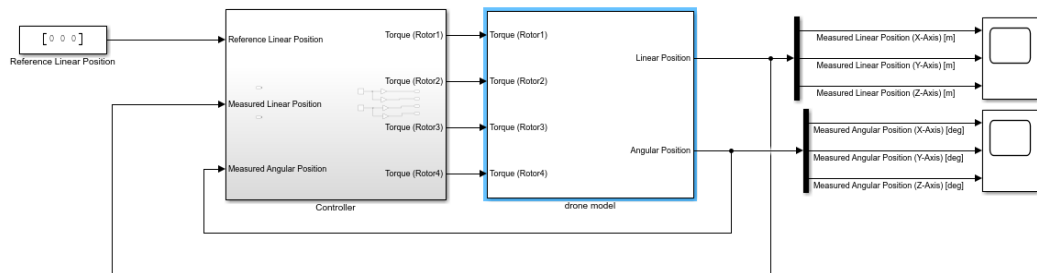 [0 0 0]
Reference Linear Position
Reference Linear Position
Measured Linear Position
Measured Angular Position
Torque (Rotor1)
Torque (Rotor2)
Torque (Rotor3)
Torque (Rotor4)
Controller
Torque (Rotor1)
Torque (Rotor2)
Torque (Rotor3)
Torque (Rotor4)
Linear Position
Angular Position
drone model
Measured Linear Position (X-Axis) [m]
Measured Linear Position (Y-Axis) [m]
Measured Linear Position (Z-Axis) [m]
Measured Angular Position (X-Axis) [deg]
Measured Angular Position (Y-Axis) [deg]
Measured Angular Position (Z-Axis) [deg]